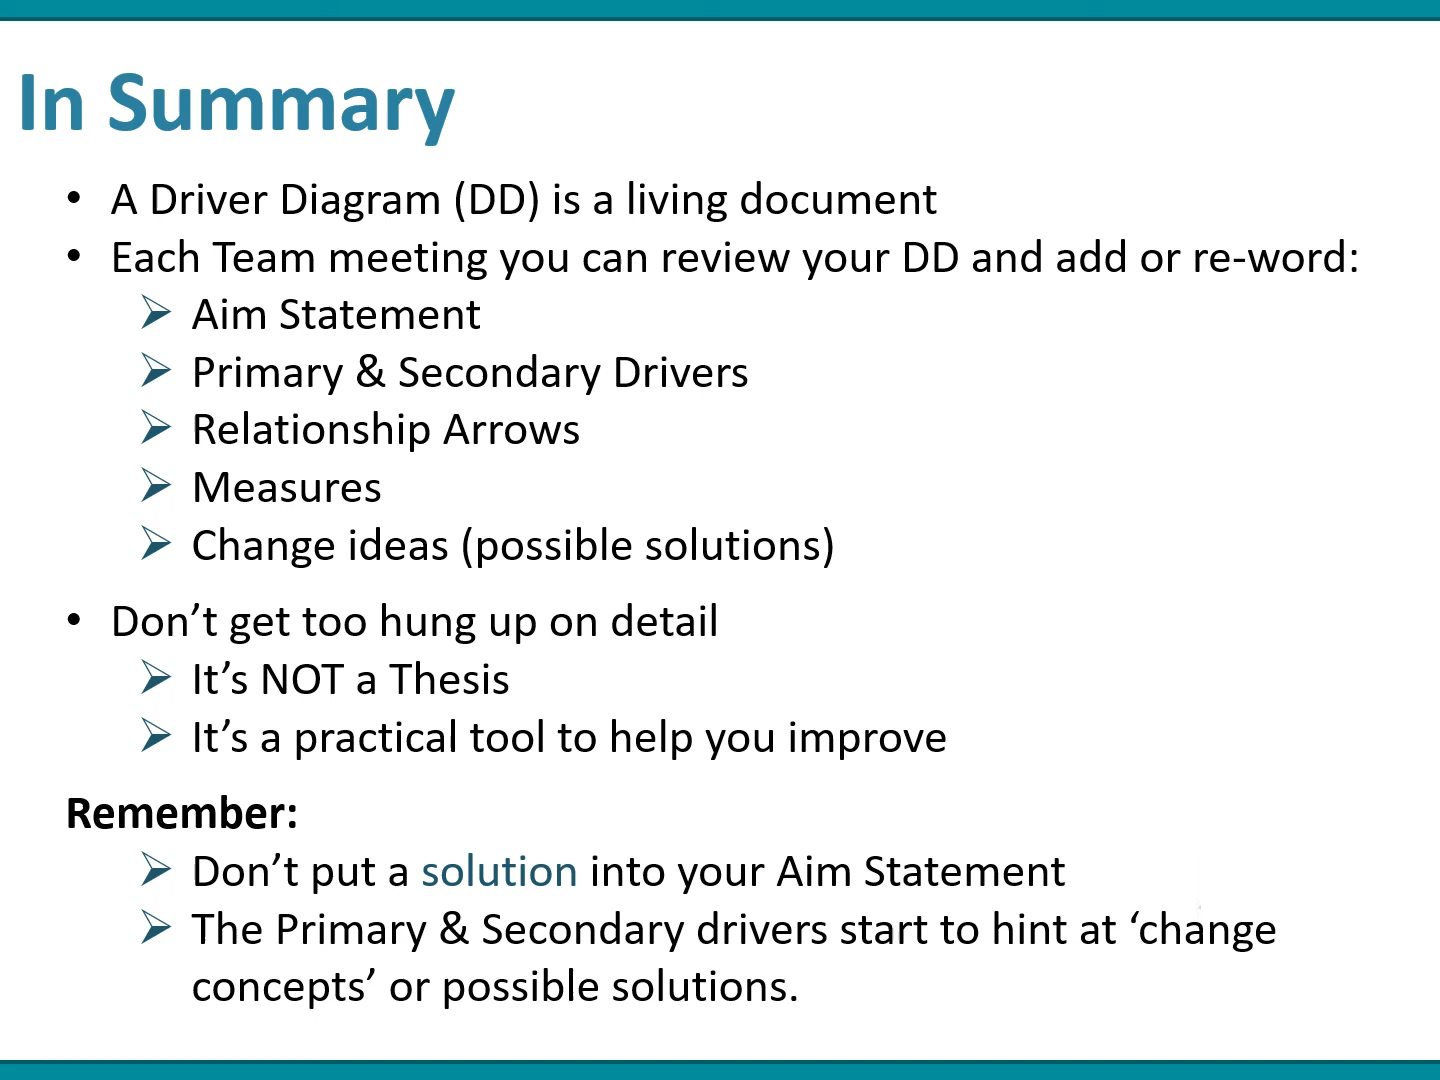 In Summary
• A Driver Diagram (DD) is a living document
• Each Team meeting you can review your DD and add or re-word:
➢ Aim Statement
➢ Primary & Secondary Drivers
➢ Relationship Arrows
➢ Measures
➢ Change ideas (possible solutions)
• Don’t get too hung up on detail
➢ It’s NOT a Thesis
➢ It’s a practical tool to help you improve
Remember:
➢ Don’t put a solution into your Aim Statement
➢ The Primary & Secondary drivers start to hint at ‘change
concepts’ or possible solutions.